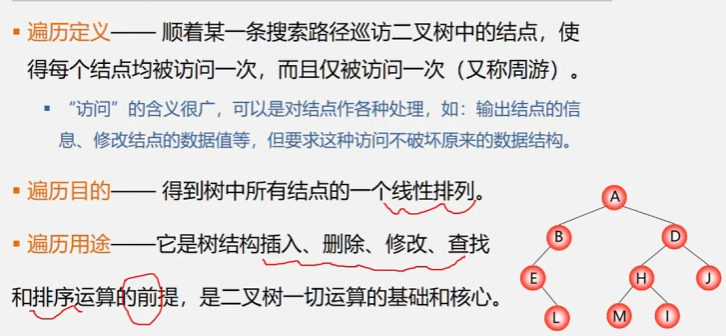 ▪ 遍历定义—— 顺着某一条搜索路径巡访二叉树中的结点，使
得每个结点均被访问一次，而且仅被访问一次（又称周游）。
▪ “访问”的含义很广，可以是对结点作各种处理，如：输出结点的信
息、修改结点的数据值等，但要求这种访问不破坏原来的数据结构。
▪ 遍历目的—— 得到树中所有结点的一个线性排列。
▪ 遍历用途——它是树结构插入、删除、修改、查找
和排序运算的前提，是二叉树一切运算的基础和核心。
A
B D
E H J
L M I